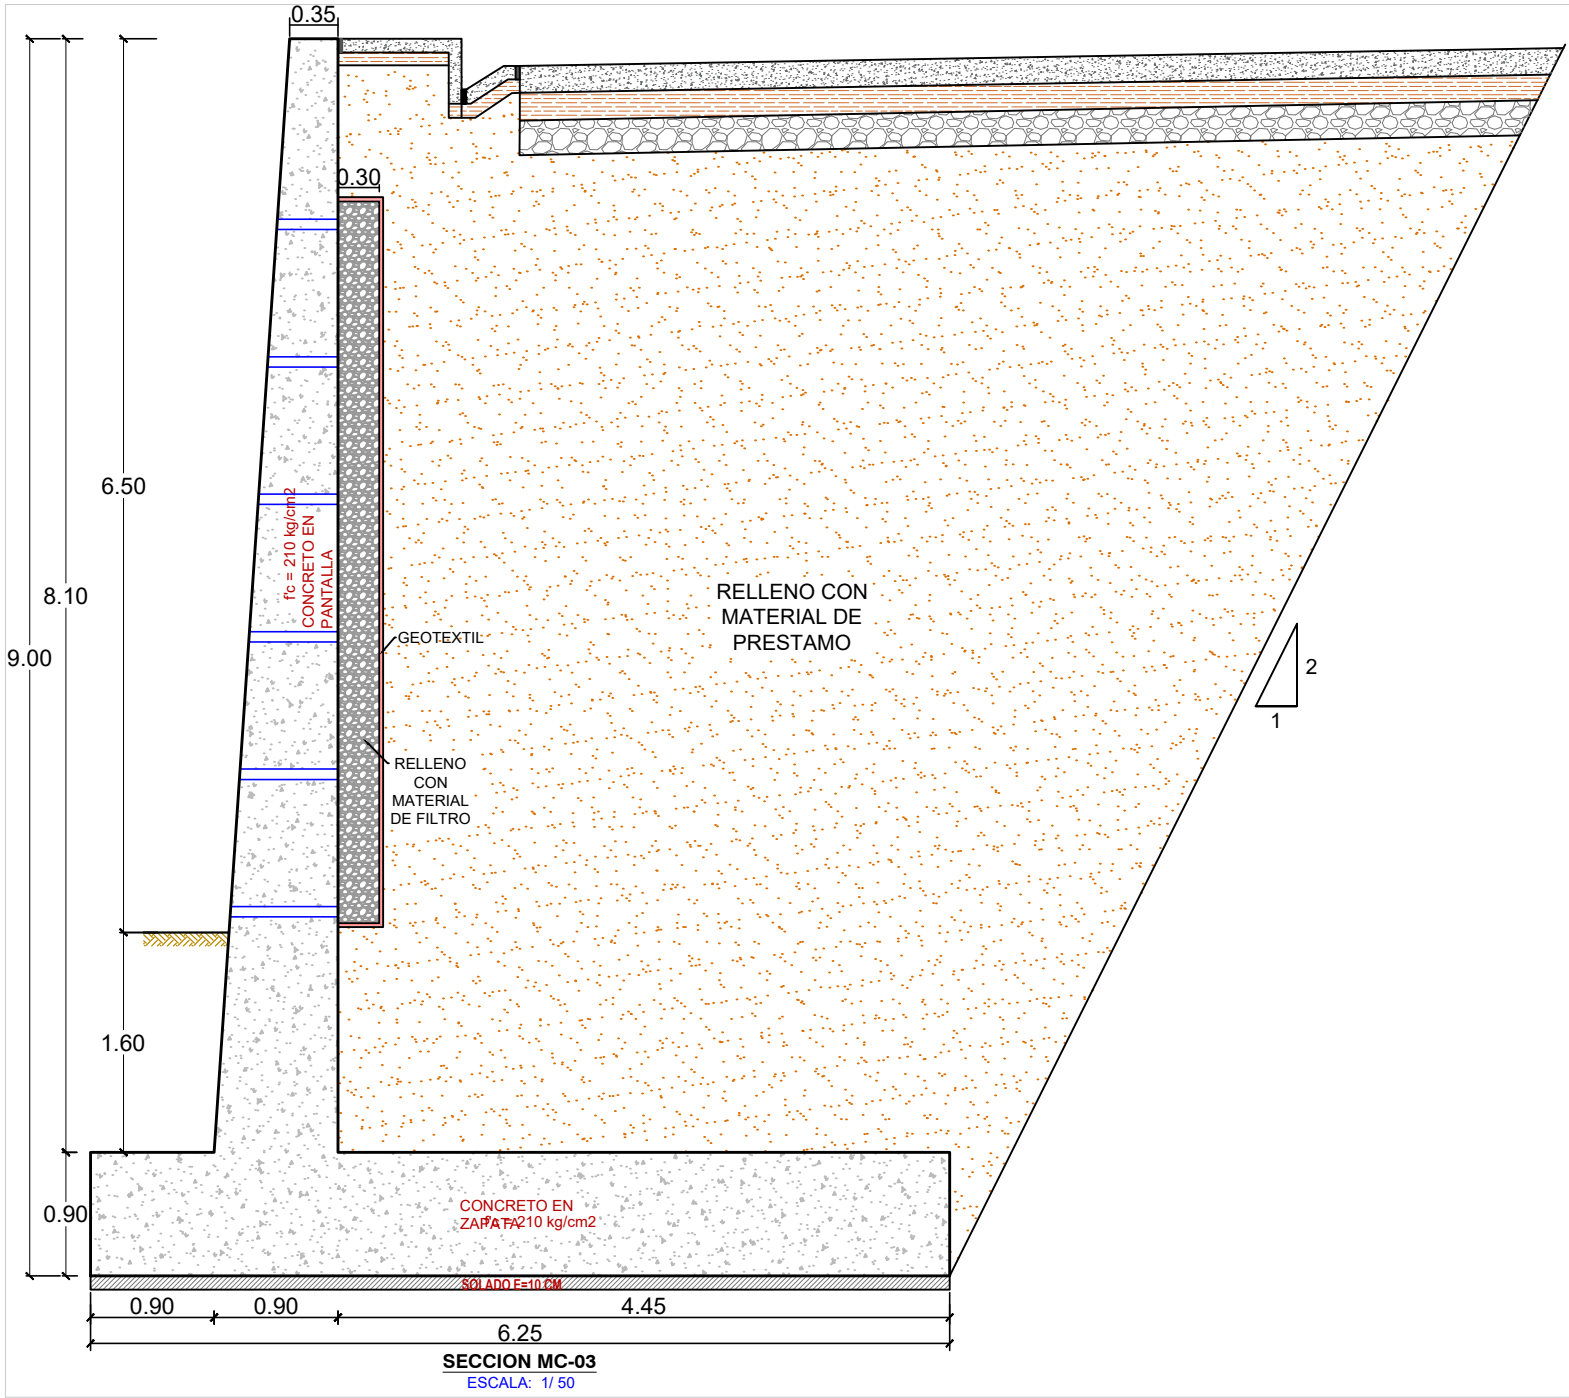 0.35
0.30
6.50
8.10
9.00
f'c = 210 kg/cm2
CONCRETO EN
PANTALLA
RELLENO CON
MATERIAL DE
PRESTAMO
GEOTEXTIL
2
1
RELLENO
CON
MATERIAL
DE FILTRO
1.60
0.90
CONCRETO EN
ZAPATA
f'c = 210 kg/cm2
SOLADO E=10 CM
0.90
0.90
4.45
6.25
SECCION MC-03
ESCALA: 1/ 50